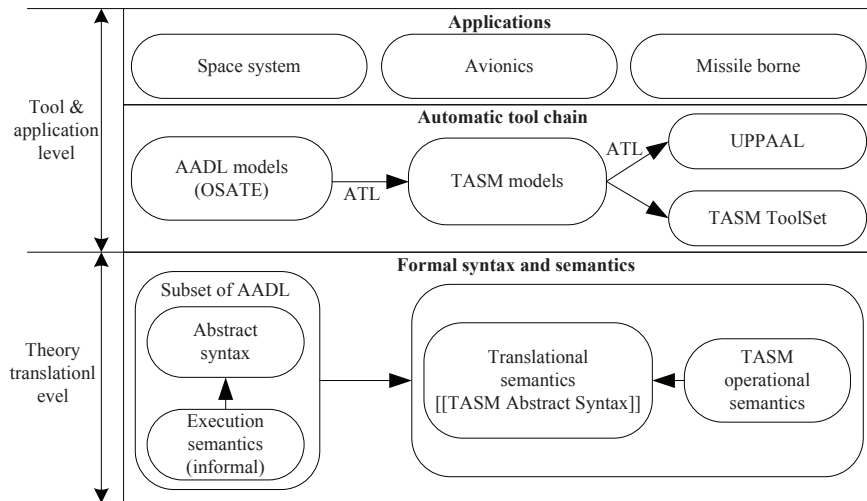 Applications
Space system
Avionics
Missile borne
Tool &
application
level
Automatic tool chain
AADL models
(OSATE)
ATL
TASM models
ATL
UPPAAL
TASM ToolSet
Formal syntax and semantics
Theory
translationl
evel
Subset of AADL
Abstract
syntax
Execution
semantics
(informal)
Translational
semantics
[[TASM Abstract Syntax]]
TASM
operational
semantics